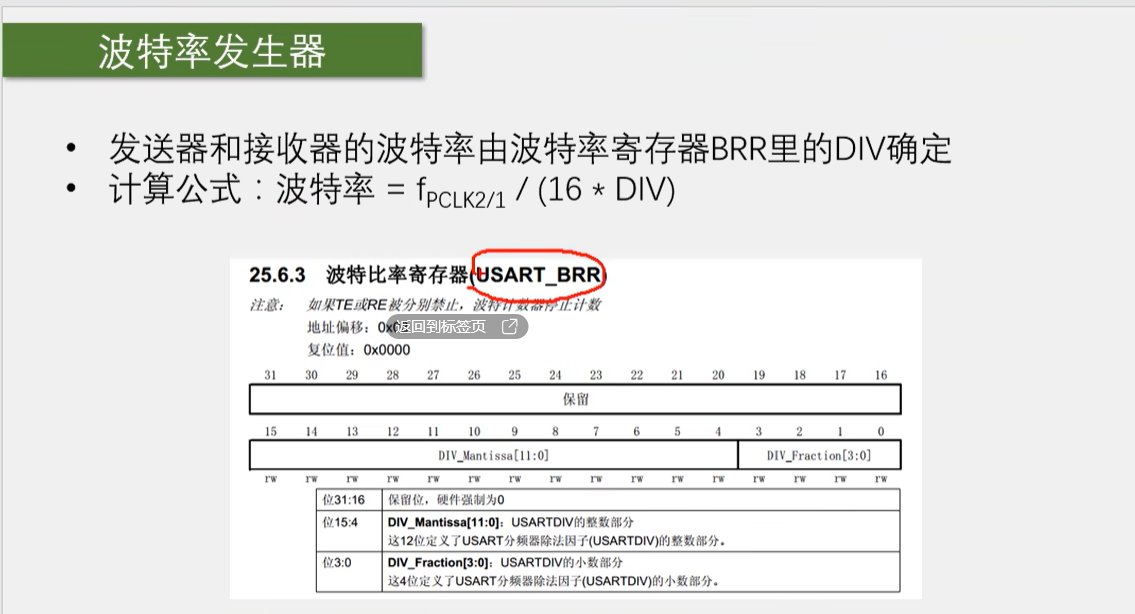 波特率发生器
• 发送器和接收器的波特率由波特率寄存器BRR里的DIV确定
• 计算公式：波特率 = fPCLK2/1 / (16 * DIV)
25.6.3 波特比率寄存器(USART_BRR)
注意： 如果TE或RE被分别禁止，波特计数器停止计数
地址偏移：0x0
返回到标签页
复位值：0x0000
31 30 29 28 27 26 25 24 23 22 21 20 19 18 17 16
保留
15 14 13 12 11 10 9 8 7 6 5 4 3 2 1 0
DIV_Mantissa[11:0] DIV_Fraction[3:0]
rw rw rw rw rw rw rw rw rw rw rw rw rw rw rw rw
位31:16 保留位，硬件强制为0
位15:4 DIV_Mantissa[11:0]：USARTDIV的整数部分
这12位定义了USART分频器除法因子(USARTDIV)的整数部分。
位3:0 DIV_Fraction[3:0]：USARTDIV的小数部分
这4位定义了USART分频器除法因子(USARTDIV)的小数部分。